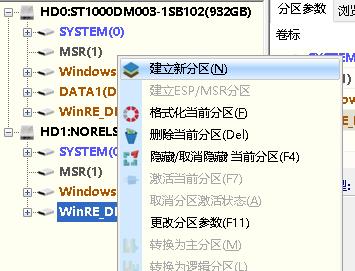 HD0:ST1000DM003-1SB102(932GB)
SYSTEM(0)
MSR(1)
Windows
DATA1(D
WinRE_DI
HD1:NORELS
SYSTEM(0
MSR(1)
Windows
WinRE_DI
建立新分区(N)
建立ESP/MSR分区
格式化当前分区(F)
删除当前分区(Del)
隐藏/取消隐藏 当前分区(F4)
激活当前分区(F7)
取消分区激活状态(A)
更改分区参数(F11)
转换为主分区(M)
转换为逻辑分区(L)
分区参数
浏览
卷标